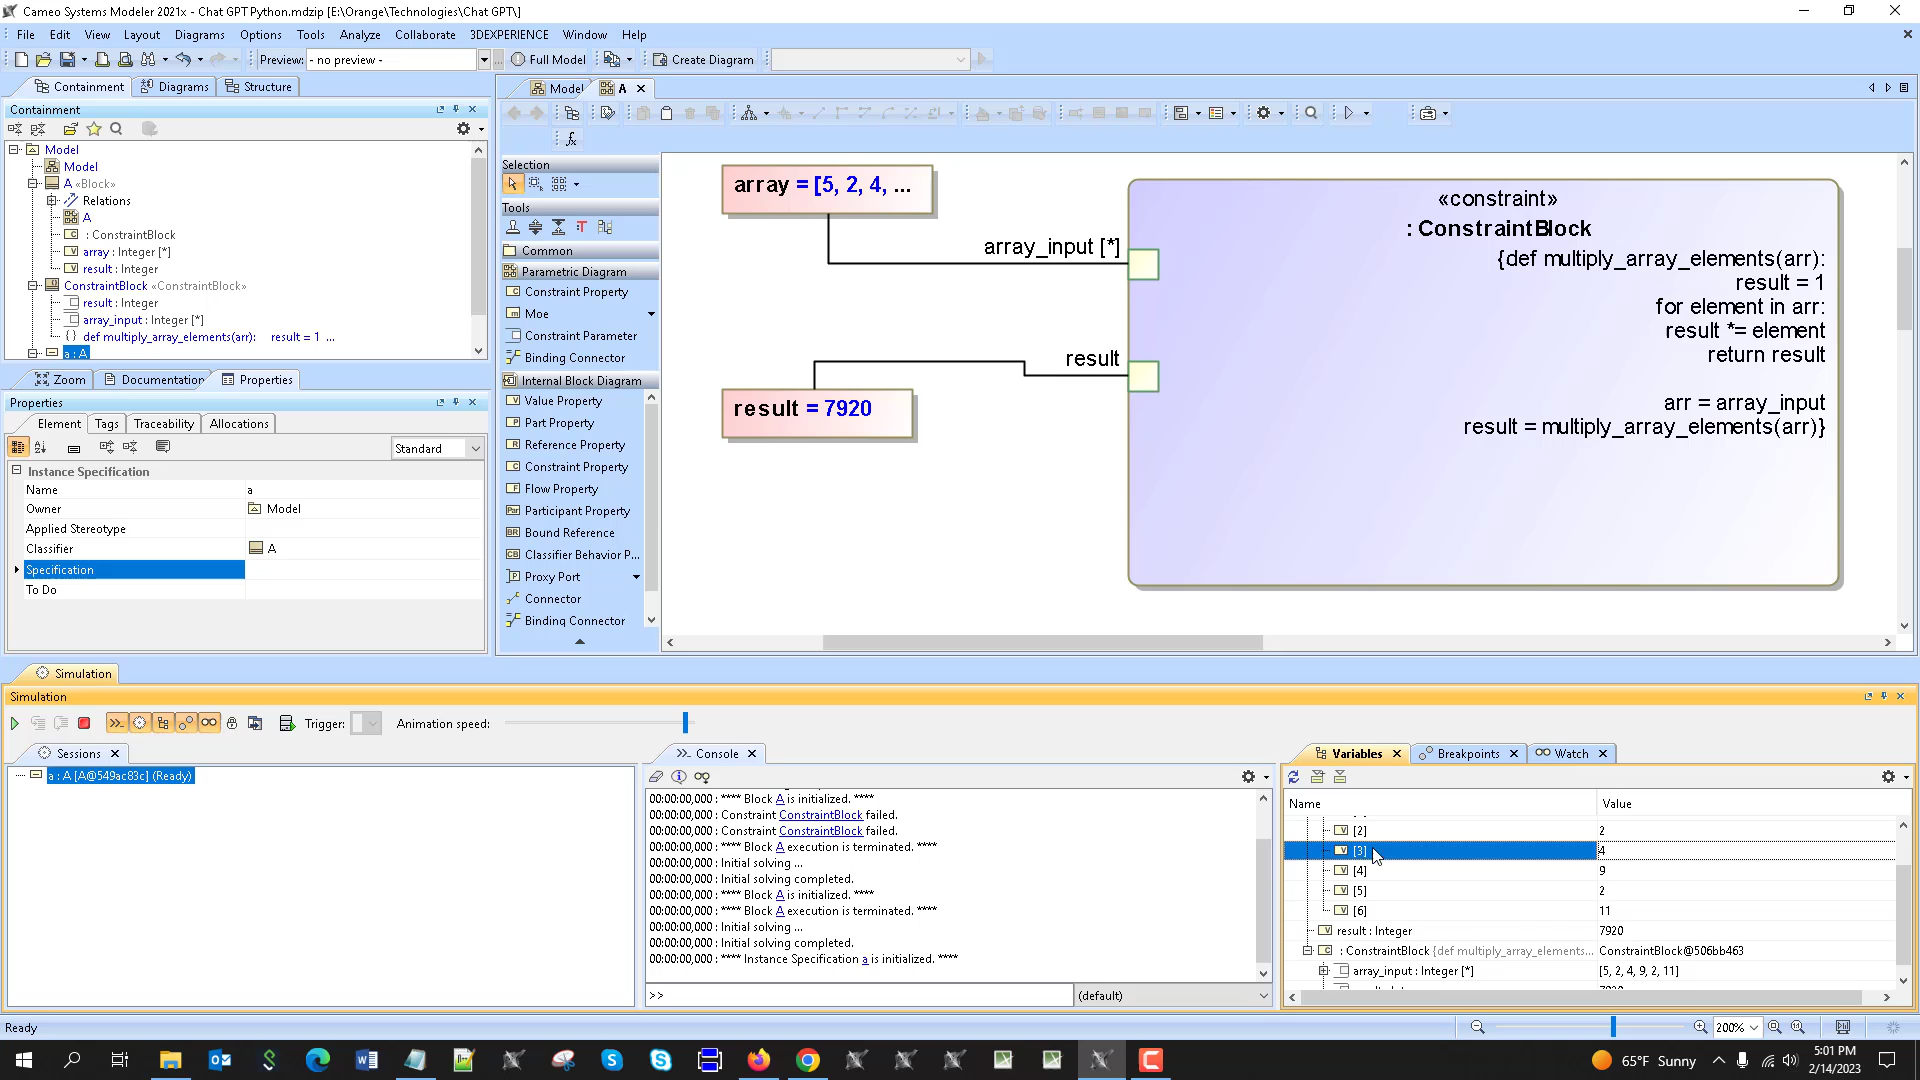 Cameo Systems Modeler 2021x - Chat GPT Python.mdzip [E:\Orange\Technologies\Chat GPT\]
File Edit View Layout Diagrams Options Tools Analyze Collaborate 3DEXPERIENCE Window Help
Preview: - no preview - ... Full Model Create Diagram
Containment Diagrams Structure
Containment
Model
Model
A «Block»
Relations
A
: ConstraintBlock
array : Integer [*]
result : Integer
ConstraintBlock «ConstraintBlock»
result : Integer
array_input : Integer [*]
{} def multiply_array_elements(arr): result = 1 ...
a : A
Zoom Documentation Properties
Properties
Element Tags Traceability Allocations
Standard
Instance Specification
Name a
Owner Model
Applied Stereotype
Classifier A
Specification
To Do
Model A
Selection
Tools
Common
Parametric Diagram
Constraint Property
Moe
Constraint Parameter
Binding Connector
Internal Block Diagram
Value Property
Part Property
Reference Property
Constraint Property
Flow Property
Participant Property
Bound Reference
Classifier Behavior P...
Proxy Port
Connector
Binding Connector
array = [5, 2, 4, ...
array_input [*]
result
result = 7920
«constraint»
: ConstraintBlock
{def multiply_array_elements(arr):
result = 1
for element in arr:
result *= element
return result
arr = array_input
result = multiply_array_elements(arr)}
Simulation
Simulation
Trigger: Animation speed:
Sessions
a : A [A@549ac83c] (Ready)
Console
00:00:00,000 : **** Block A is initialized. ****
00:00:00,000 : Constraint ConstraintBlock failed.
00:00:00,000 : Constraint ConstraintBlock failed.
00:00:00,000 : **** Block A execution is terminated. ****
00:00:00,000 : Initial solving ...
00:00:00,000 : Initial solving completed.
00:00:00,000 : **** Block A is initialized. ****
00:00:00,000 : **** Block A execution is terminated. ****
00:00:00,000 : Initial solving ...
00:00:00,000 : Initial solving completed.
00:00:00,000 : **** Instance Specification a is initialized. ****
>> (default)
Variables Breakpoints Watch
Name Value
[2] 2
[3] 4
[4] 9
[5] 2
[6] 11
result : Integer 7920
: ConstraintBlock {def multiply_array_elements... ConstraintBlock@506bb463
array_input : Integer [*] [5, 2, 4, 9, 2, 11]
Ready
200%
65°F Sunny
5:01 PM
2/14/2023